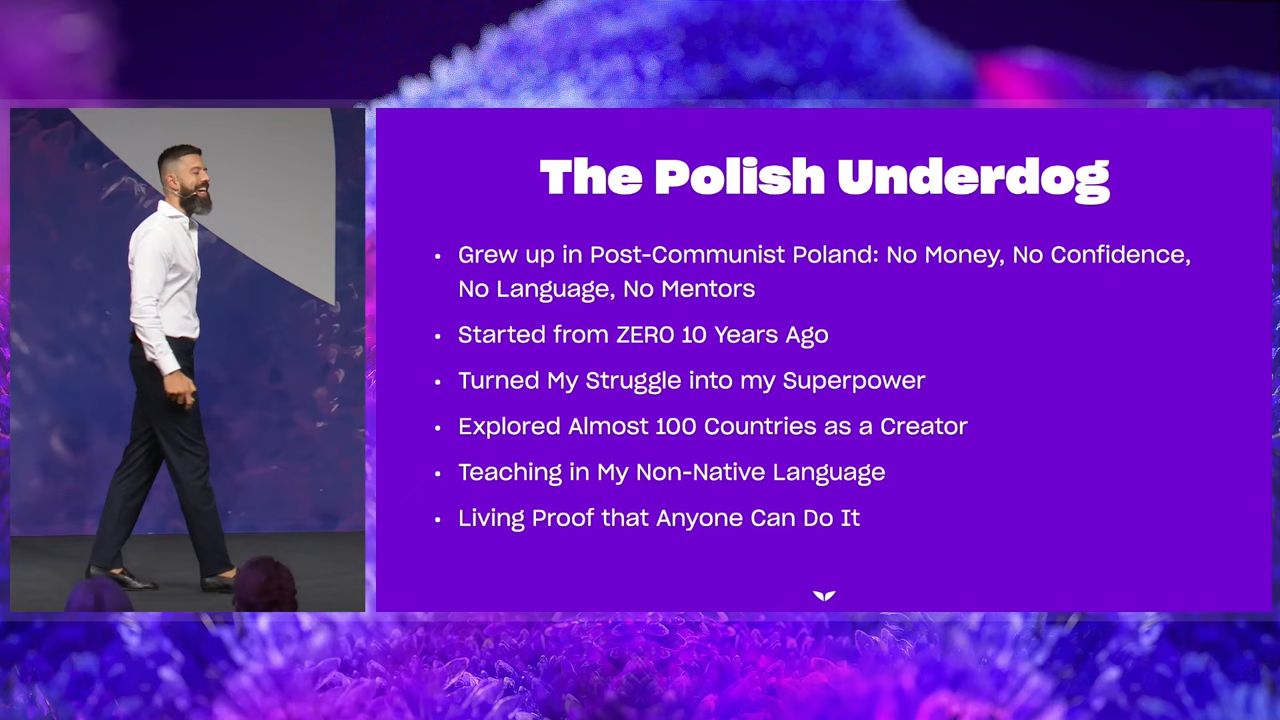 The Polish Underdog
• Grew up in Post-Communist Poland: No Money, No Confidence,
No Language, No Mentors
• Started from ZERO 10 Years Ago
• Turned My Struggle into my Superpower
• Explored Almost 100 Countries as a Creator
• Teaching in My Non-Native Language
• Living Proof that Anyone Can Do It